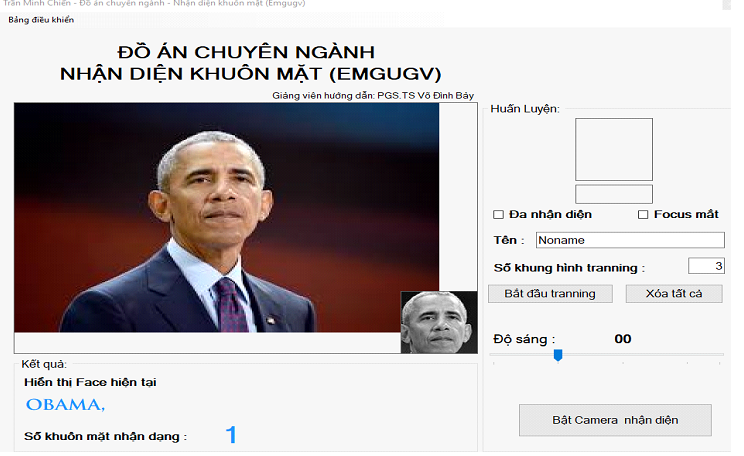 Trần Minh Chiến - Đồ án chuyên ngành - Nhận diện khuôn mặt (Emgugv)
Bảng điều khiển
ĐỒ ÁN CHUYÊN NGÀNH
NHẬN DIỆN KHUÔN MẶT (EMGUGV)
Giảng viên hướng dẫn: PGS.TS Võ Đình Bảy
Huấn Luyện:
Đa nhận diện
Focus mắt
Tên :
Noname
Số khung hình tranning :
3
Bắt đầu tranning
Xóa tất cả
Độ sáng :
00
Bật Camera nhận diện
Kết quả:
Hiển thị Face hiện tại
OBAMA,
Số khuôn mặt nhận dạng :
1